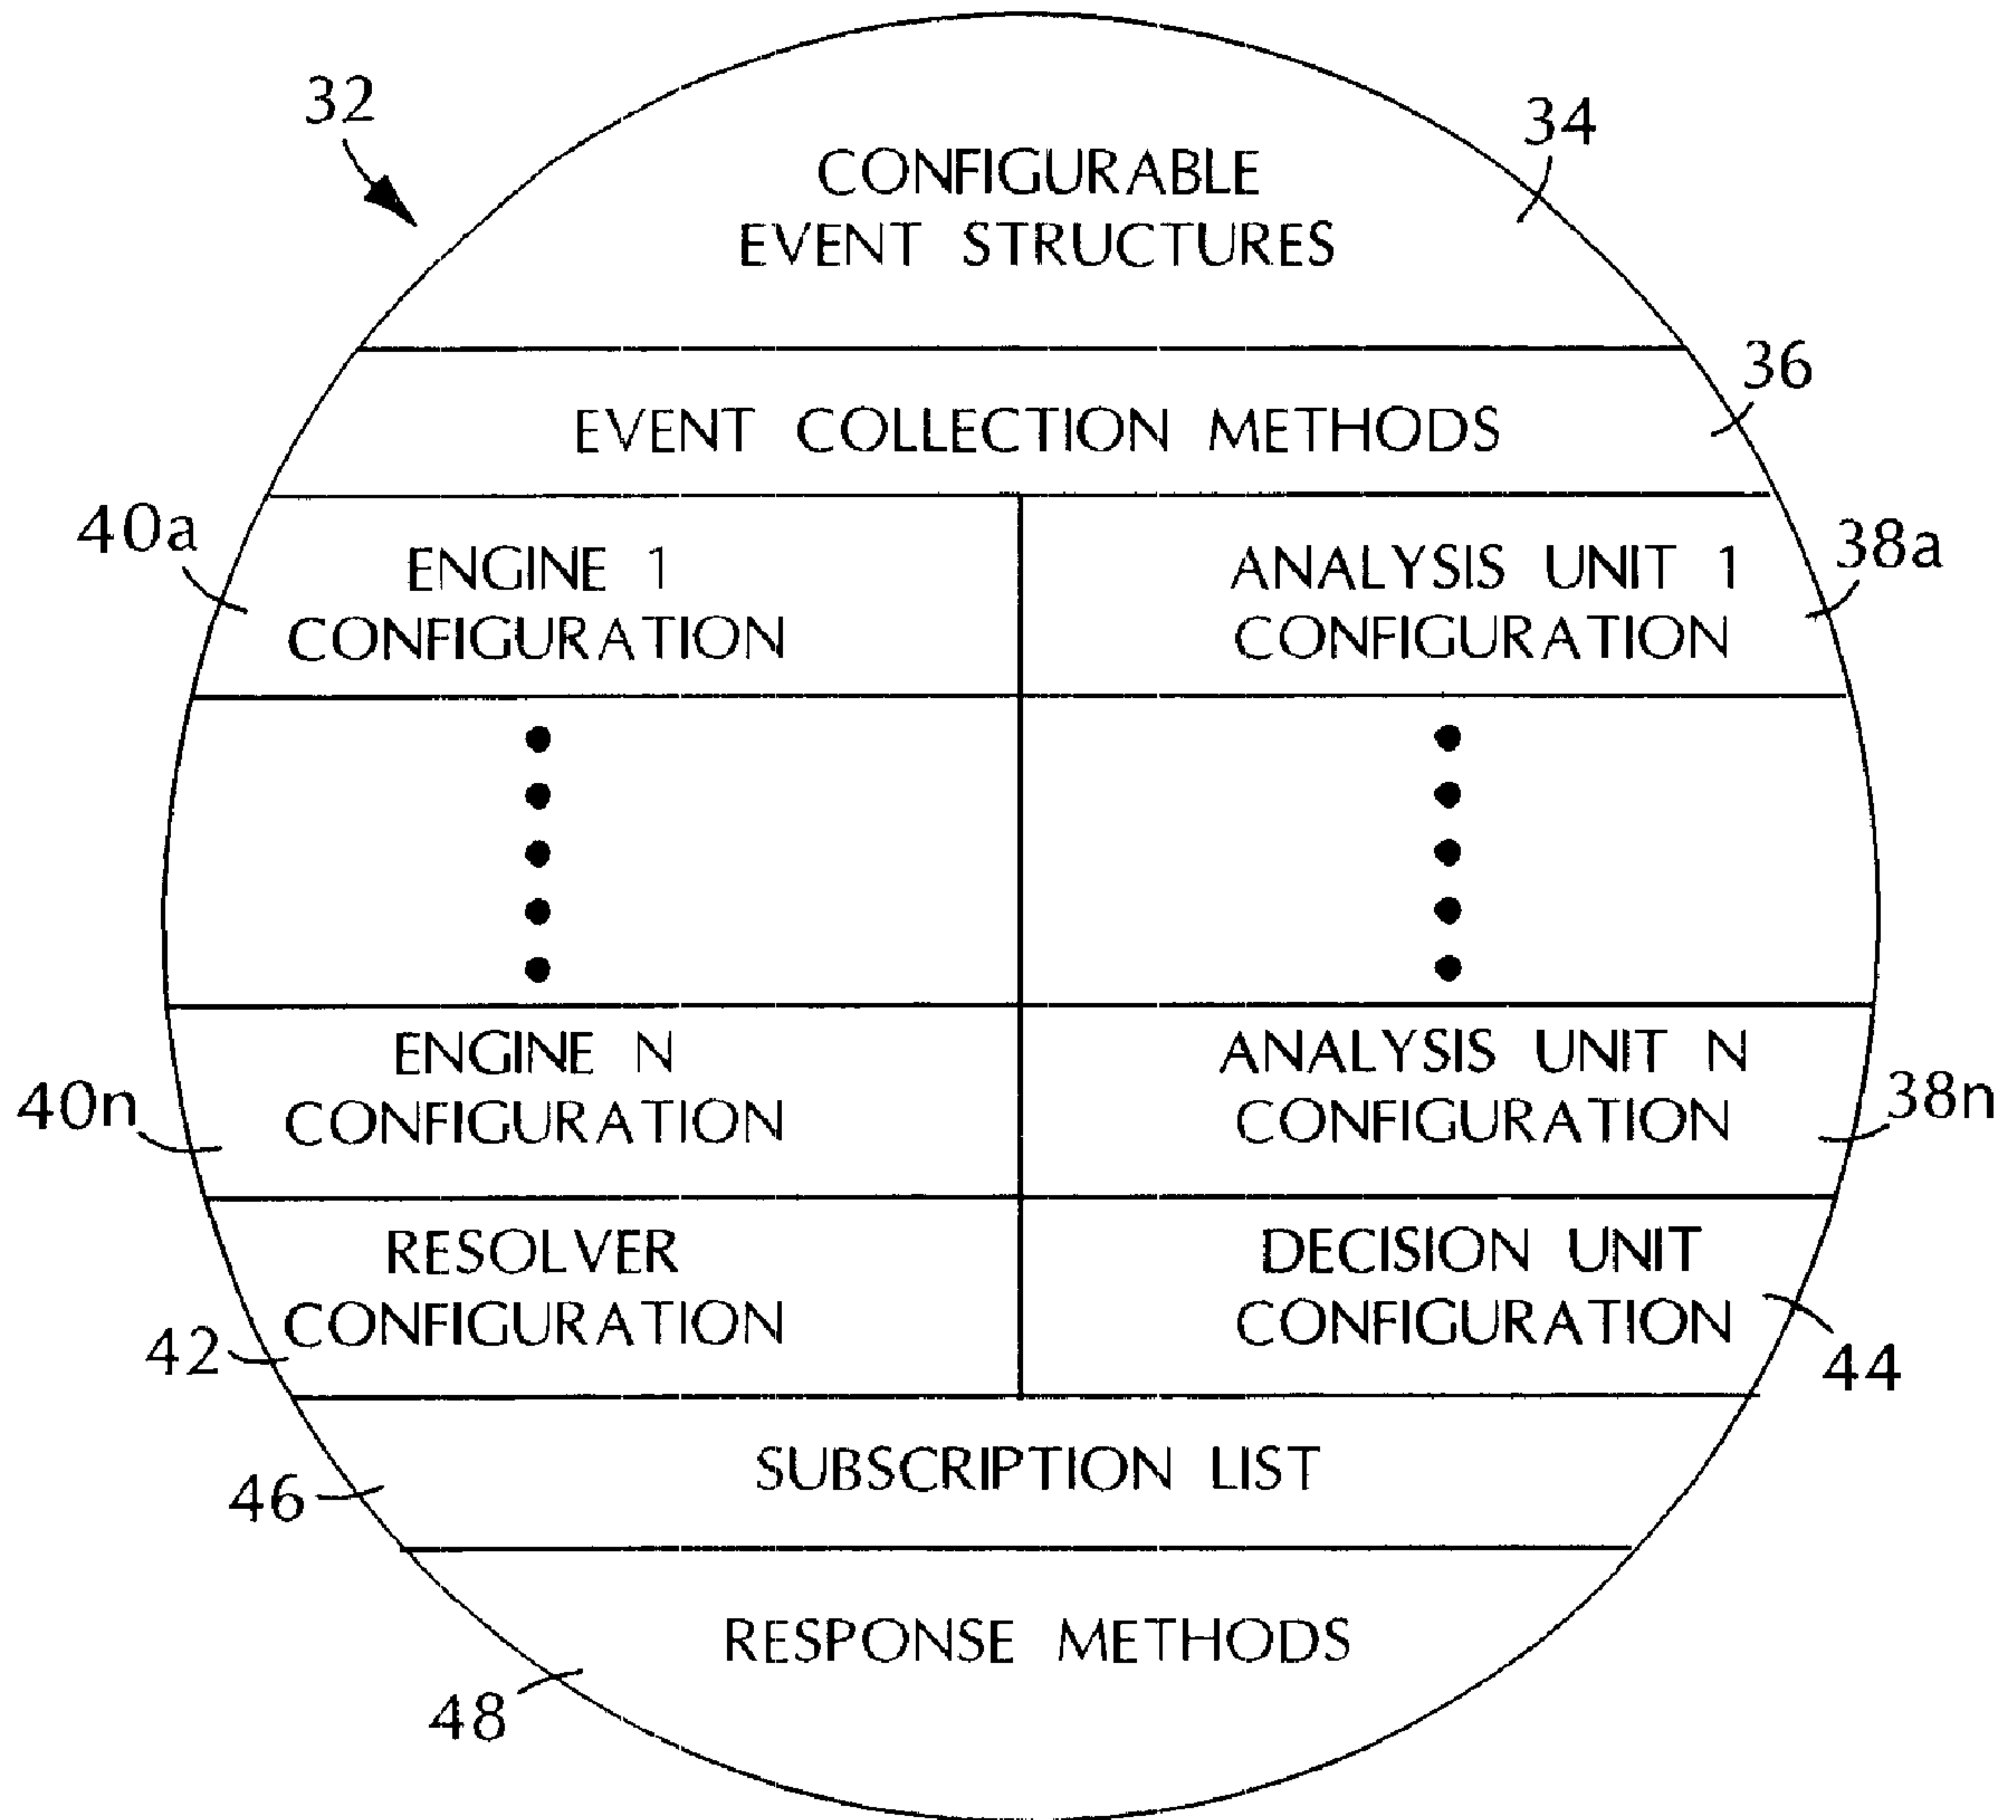 32
34
CONFIGURABLE
EVENT STRUCTURES
36
EVENT COLLECTION METHODS
40a
ENGINE 1
CONFIGURATION
ANALYSIS UNIT 1
CONFIGURATION
38a
ENGINE N
CONFIGURATION
40n
ANALYSIS UNIT N
CONFIGURATION
38n
RESOLVER
CONFIGURATION
42
DECISION UNIT
CONFIGURATION
44
SUBSCRIPTION LIST
46
RESPONSE METHODS
48